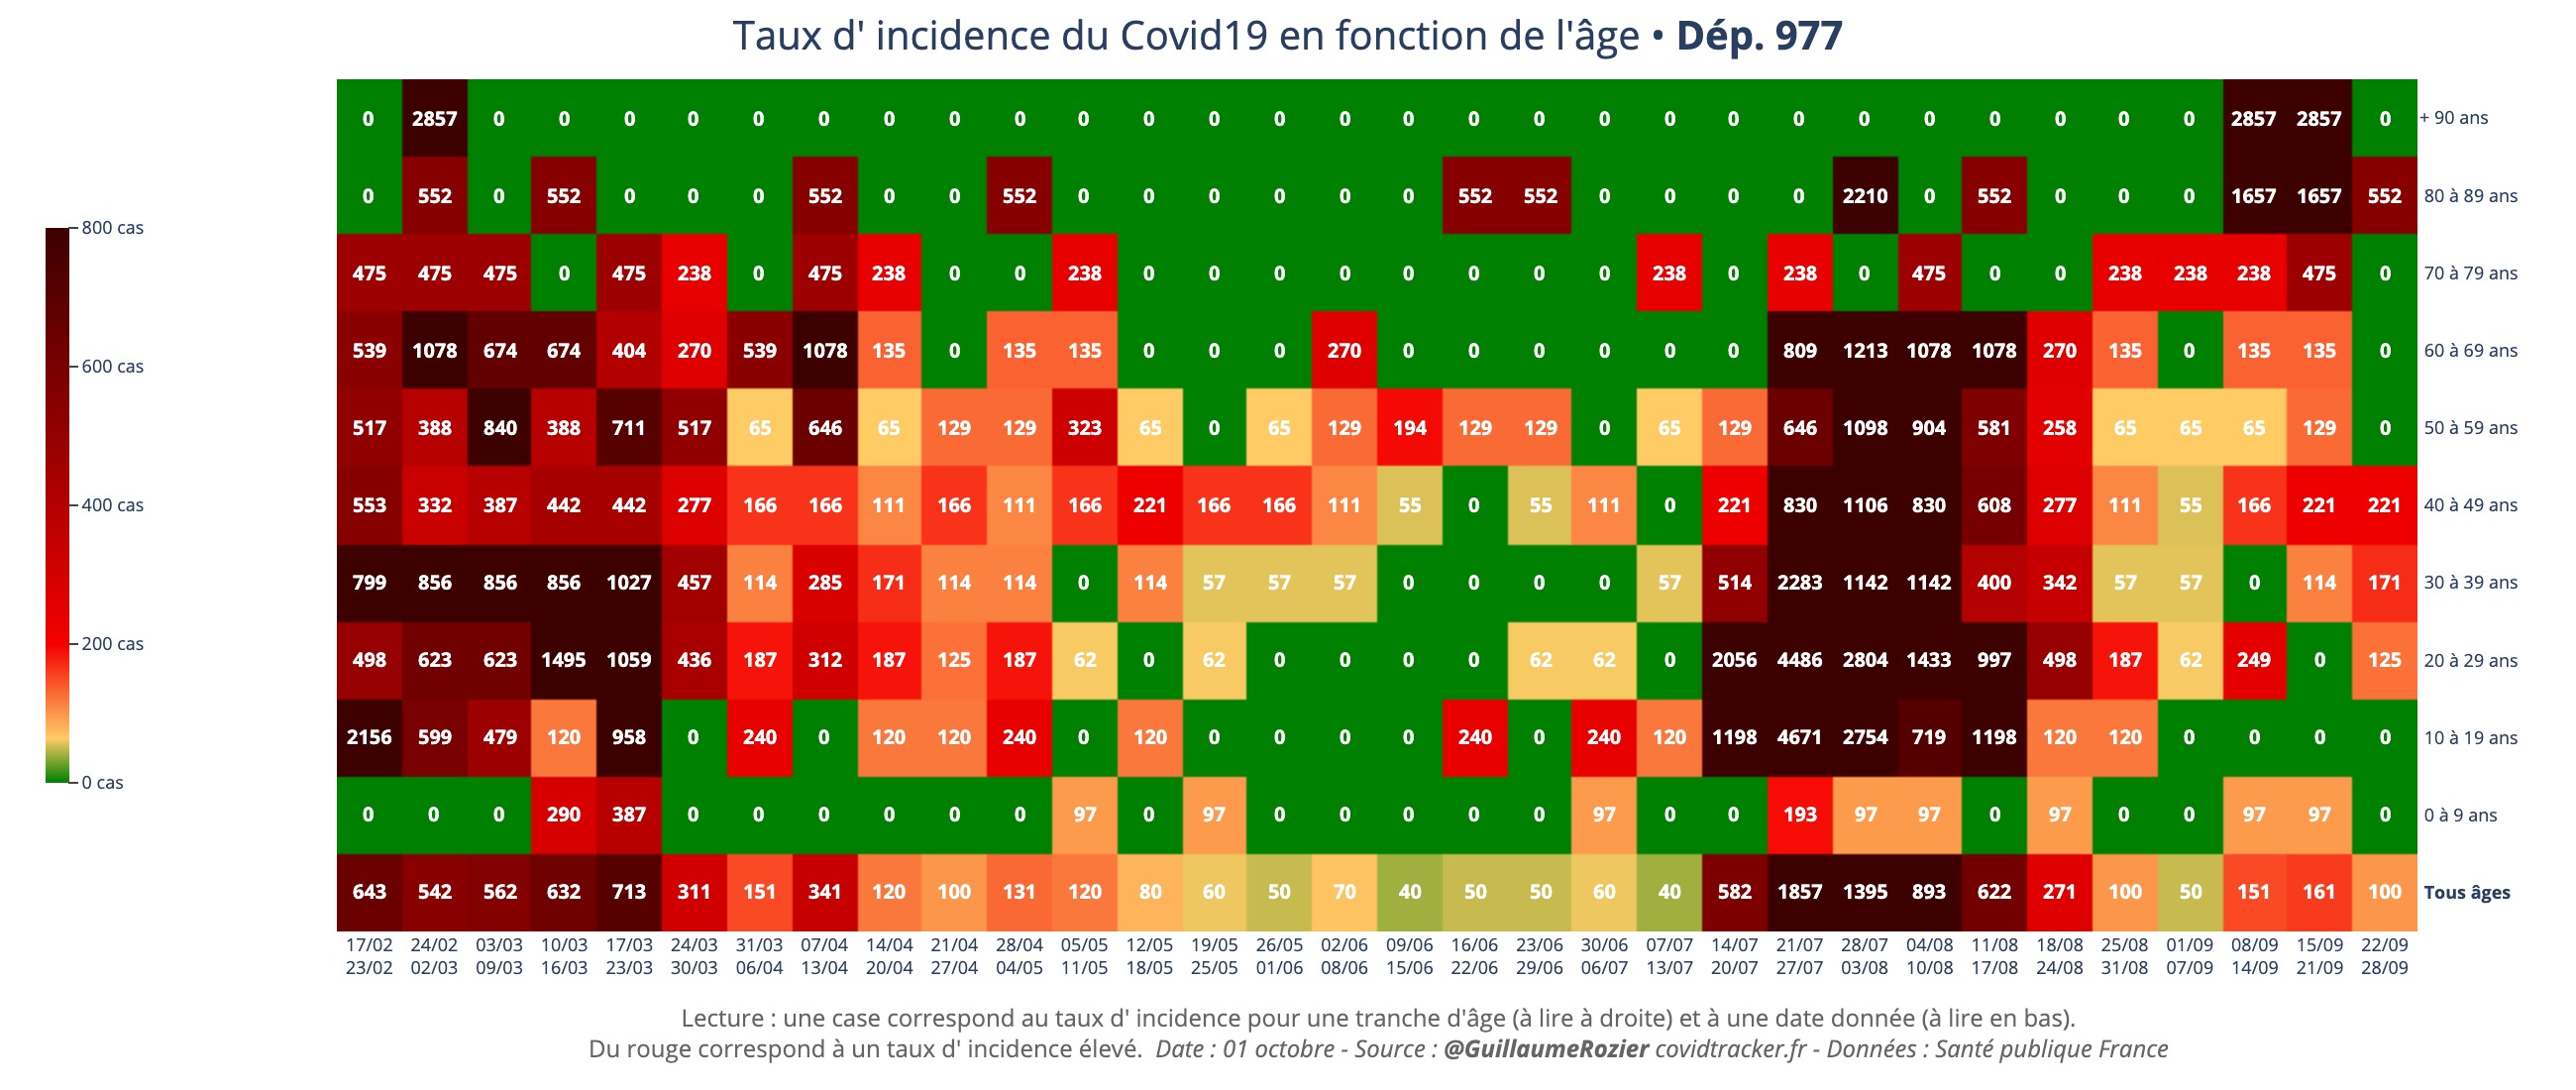 Taux d' incidence du Covid19 en fonction de l'âge • Dép. 977
0 2857 0 0 0 0 0 0 0 0 0 0 0 0 0 0 0 0 0 0 0 0 0 0 0 0 0 0 0 2857 2857 0 + 90 ans
0 552 0 552 0 0 0 552 0 0 552 0 0 0 0 0 0 552 552 0 0 0 0 2210 0 552 0 0 0 1657 1657 552 80 à 89 ans
800 cas
475 475 475 0 475 238 0 475 238 0 0 238 0 0 0 0 0 0 0 0 238 0 238 0 475 0 0 238 238 238 475 0 70 à 79 ans
539 1078 674 674 404 270 539 1078 135 0 135 135 0 0 0 270 0 0 0 0 0 0 809 1213 1078 1078 270 135 0 135 135 0 60 à 69 ans
600 cas
517 388 840 388 711 517 65 646 65 129 129 323 65 0 65 129 194 129 129 0 65 129 646 1098 904 581 258 65 65 65 129 0 50 à 59 ans
553 332 387 442 442 277 166 166 111 166 111 166 221 166 166 111 55 0 55 111 0 221 830 1106 830 608 277 111 55 166 221 221 40 à 49 ans
400 cas
799 856 856 856 1027 457 114 285 171 114 114 0 114 57 57 57 0 0 0 0 57 514 2283 1142 1142 400 342 57 57 0 114 171 30 à 39 ans
200 cas
498 623 623 1495 1059 436 187 312 187 125 187 62 0 62 0 0 0 0 62 62 0 2056 4486 2804 1433 997 498 187 62 249 0 125 20 à 29 ans
2156 599 479 120 958 0 240 0 120 120 240 0 120 0 0 0 0 240 0 240 120 1198 4671 2754 719 1198 120 120 0 0 0 0 10 à 19 ans
0 cas
0 0 0 290 387 0 0 0 0 0 0 97 0 97 0 0 0 0 0 97 0 0 193 97 97 0 97 0 0 97 97 0 0 à 9 ans
643 542 562 632 713 311 151 341 120 100 131 120 80 60 50 70 40 50 50 60 40 582 1857 1395 893 622 271 100 50 151 161 100 Tous âges
17/02 24/02 03/03 10/03 17/03 24/03 31/03 07/04 14/04 21/04 28/04 05/05 12/05 19/05 26/05 02/06 09/06 16/06 23/06 30/06 07/07 14/07 21/07 28/07 04/08 11/08 18/08 25/08 01/09 08/09 15/09 22/09
23/02 02/03 09/03 16/03 23/03 30/03 06/04 13/04 20/04 27/04 04/05 11/05 18/05 25/05 01/06 08/06 15/06 22/06 29/06 06/07 13/07 20/07 27/07 03/08 10/08 17/08 24/08 31/08 07/09 14/09 21/09 28/09
Lecture : une case correspond au taux d' incidence pour une tranche d'âge (à lire à droite) et à une date donnée (à lire en bas).
Du rouge correspond à un taux d' incidence élevé. Date : 01 octobre - Source : @GuillaumeRozier covidtracker.fr - Données : Santé publique France